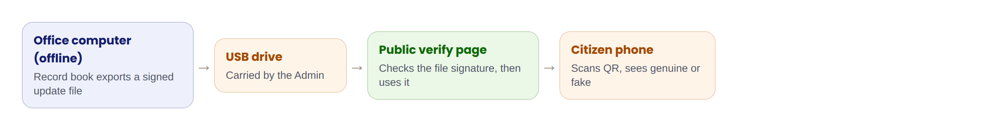 Office computer
(offline)
Record book exports a signed
update file
→
USB drive
Carried by the Admin
→
Public verify page
Checks the file signature, then
uses it
→
Citizen phone
Scans QR, sees genuine or
fake